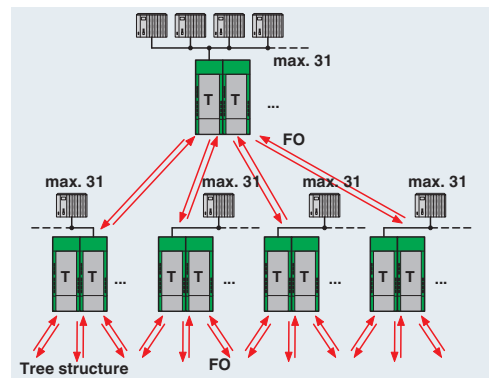 max. 31
T T ...
FO
max. 31 max. 31 max. 31 max. 31
T T ... T T ... T T ... T T ...
Tree structure FO